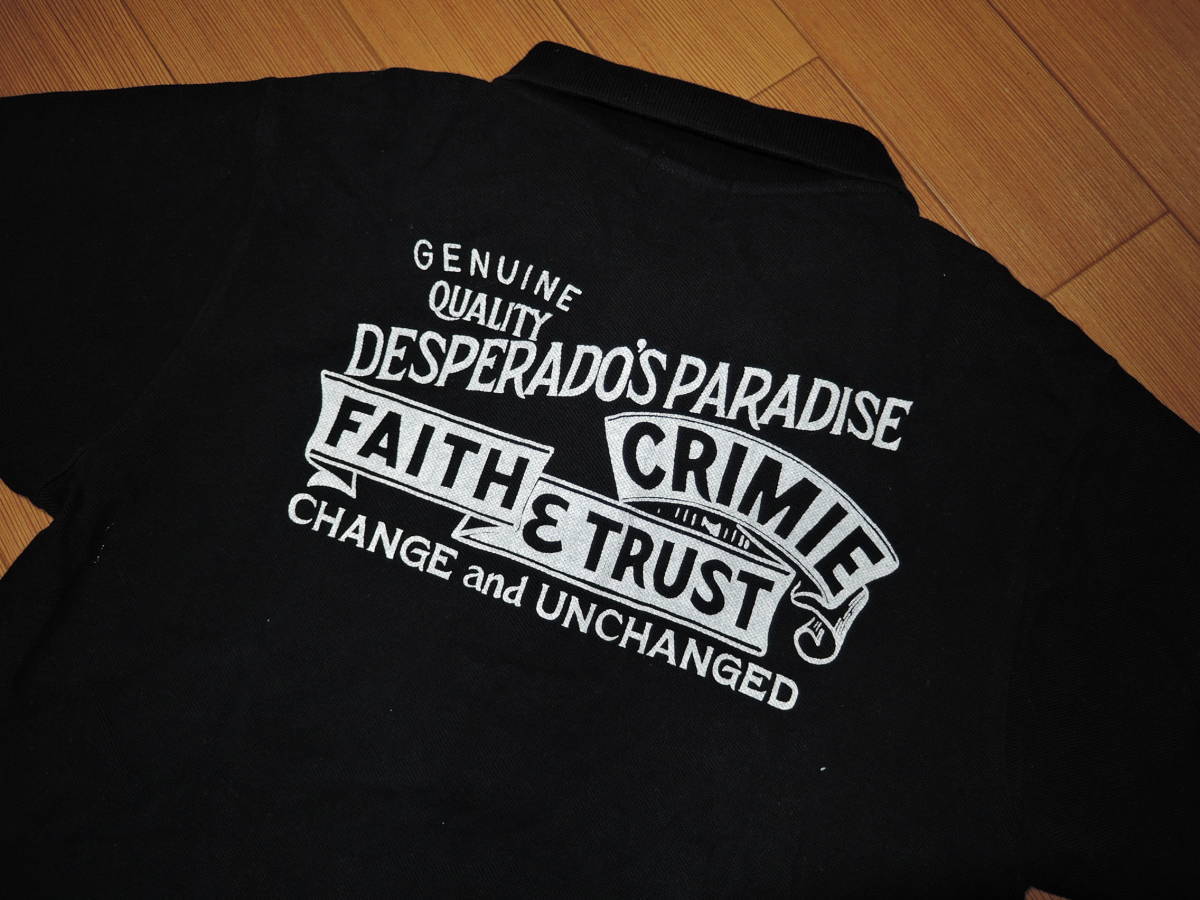 GENUINE
QUALITY
DESPERADO'S PARADISE
CRIMIE
FAITH & TRUST
CHANGE and UNCHANGED